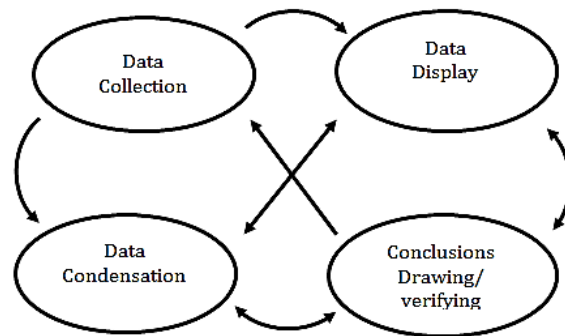 Data
Collection
Data
Display
Data
Condensation
Conclusions
Drawing/
verifying